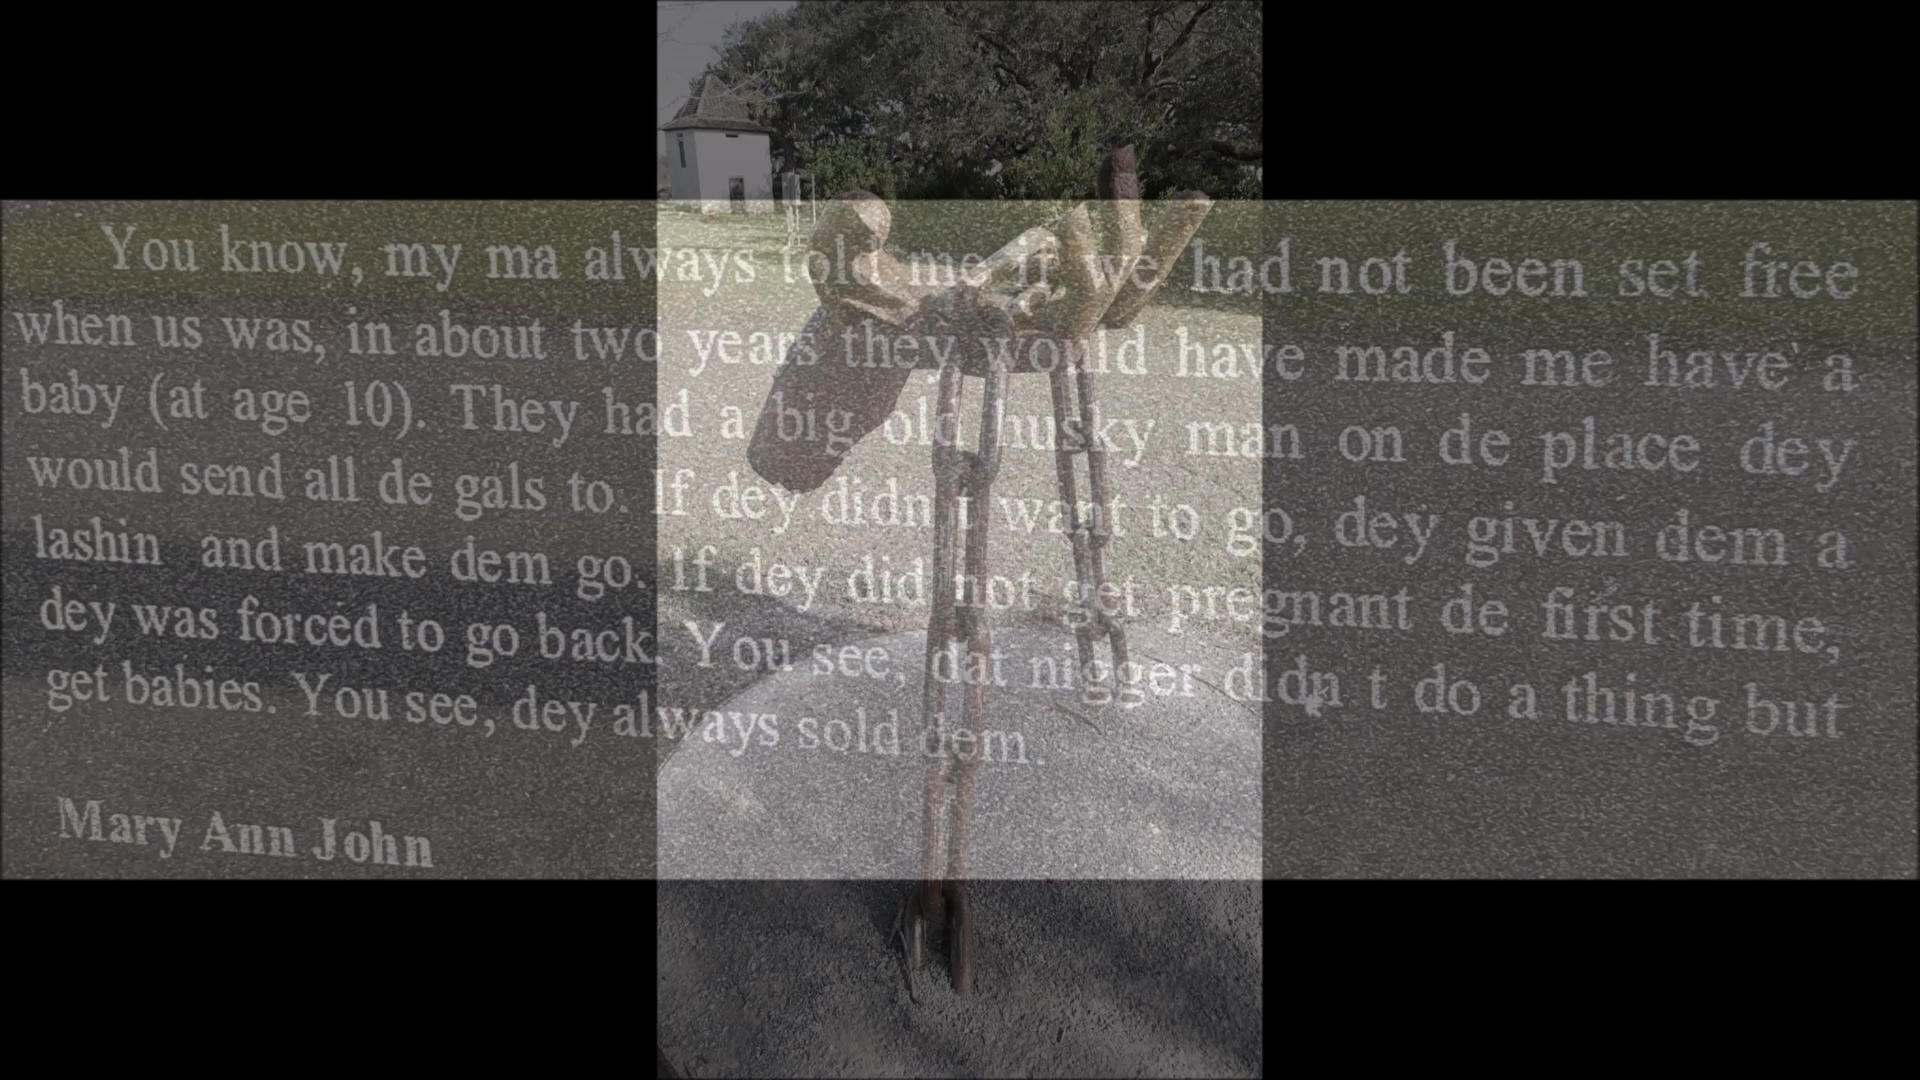 You know, my ma always told me if we had not been set free
when us was, in about two years they would have made me have a
baby (at age 10). They had a big old husky man on de place dey
would send all de gals to. If dey didn t want to go, dey given dem a
lashin and make dem go. If dey did not get pregnant de first time,
dey was forced to go back. You see, dat nigger didn t do a thing but
get babies. You see, dey always sold dem.
Mary Ann John